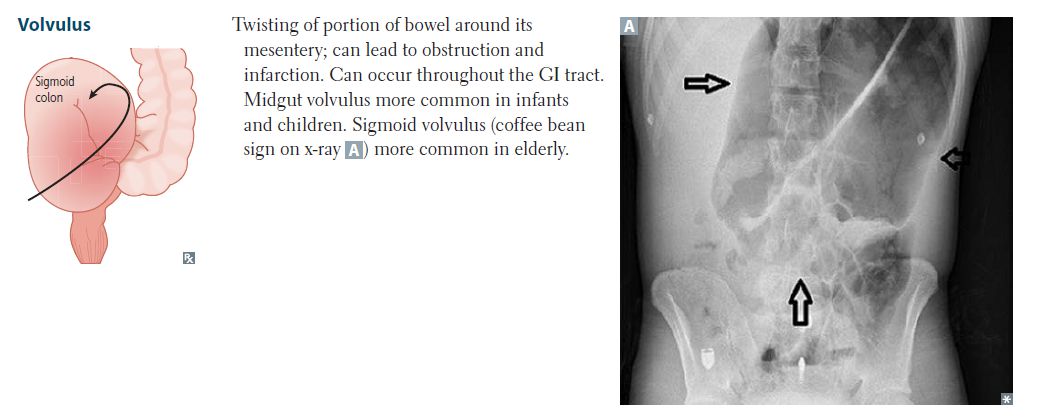 Volvulus
Sigmoid
colon
℞
Twisting of portion of bowel around its
mesentery; can lead to obstruction and
infarction. Can occur throughout the GI tract.
Midgut volvulus more common in infants
and children. Sigmoid volvulus (coffee bean
sign on x-ray A) more common in elderly.
A
*